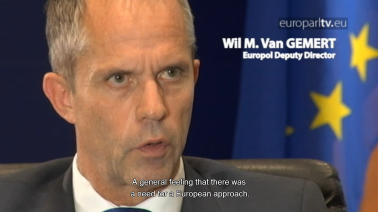 europarltv.eu
Wil M. Van GEMERT
Europol Deputy Director
A general feeling that there was
a need for a European approach.